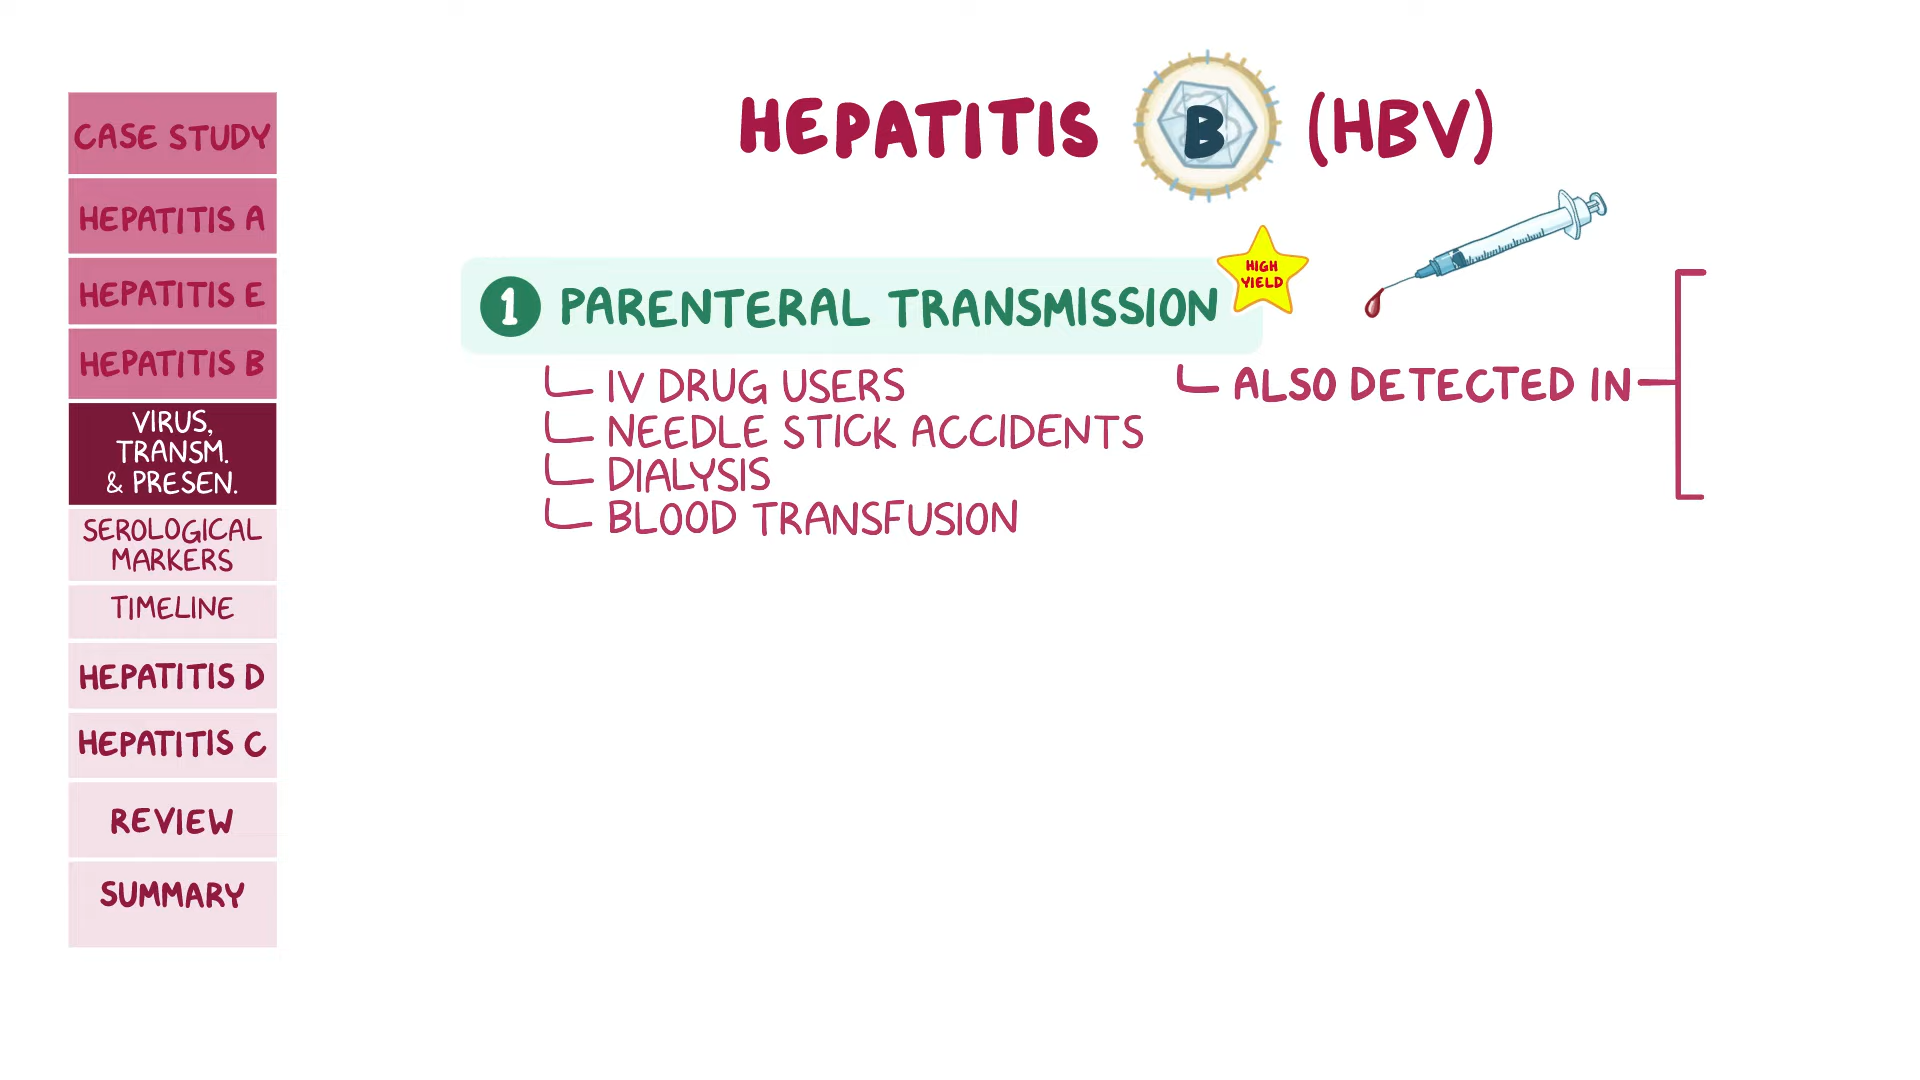 CASE STUDY
HEPATITIS A
HEPATITIS E
HEPATITIS B
VIRUS,
TRANSM.
& PRESEN.
SEROLOGICAL
MARKERS
TIMELINE
HEPATITIS D
HEPATITIS C
REVIEW
SUMMARY
HEPATITIS B (HBV)
1 PARENTERAL TRANSMISSION
HIGH
YIELD
IV DRUG USERS
NEEDLE STICK ACCIDENTS
DIALYSIS
BLOOD TRANSFUSION
ALSO DETECTED IN